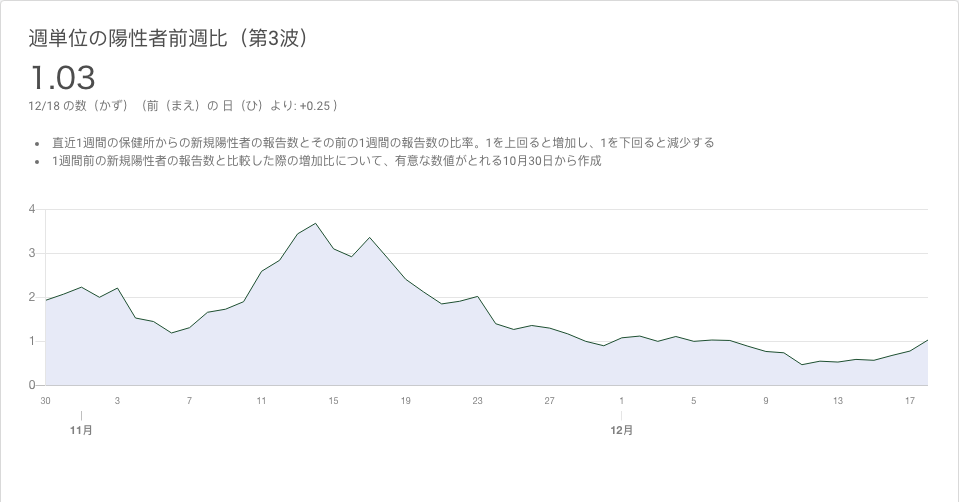 週単位の陽性者前週比（第3波）
1.03
12/18 の数（かず）（前（まえ）の 日（ひ）より: +0.25 ）
直近1週間の保健所からの新規陽性者の報告数とその前の1週間の報告数の比率。1を上回ると増加し、1を下回ると減少する
1週間前の新規陽性者の報告数と比較した際の増加比について、有意な数値がとれる10月30日から作成
4
3
2
1
0
30 3 7 11 15 19 23 27 1 5 9 13 17
11月 12月